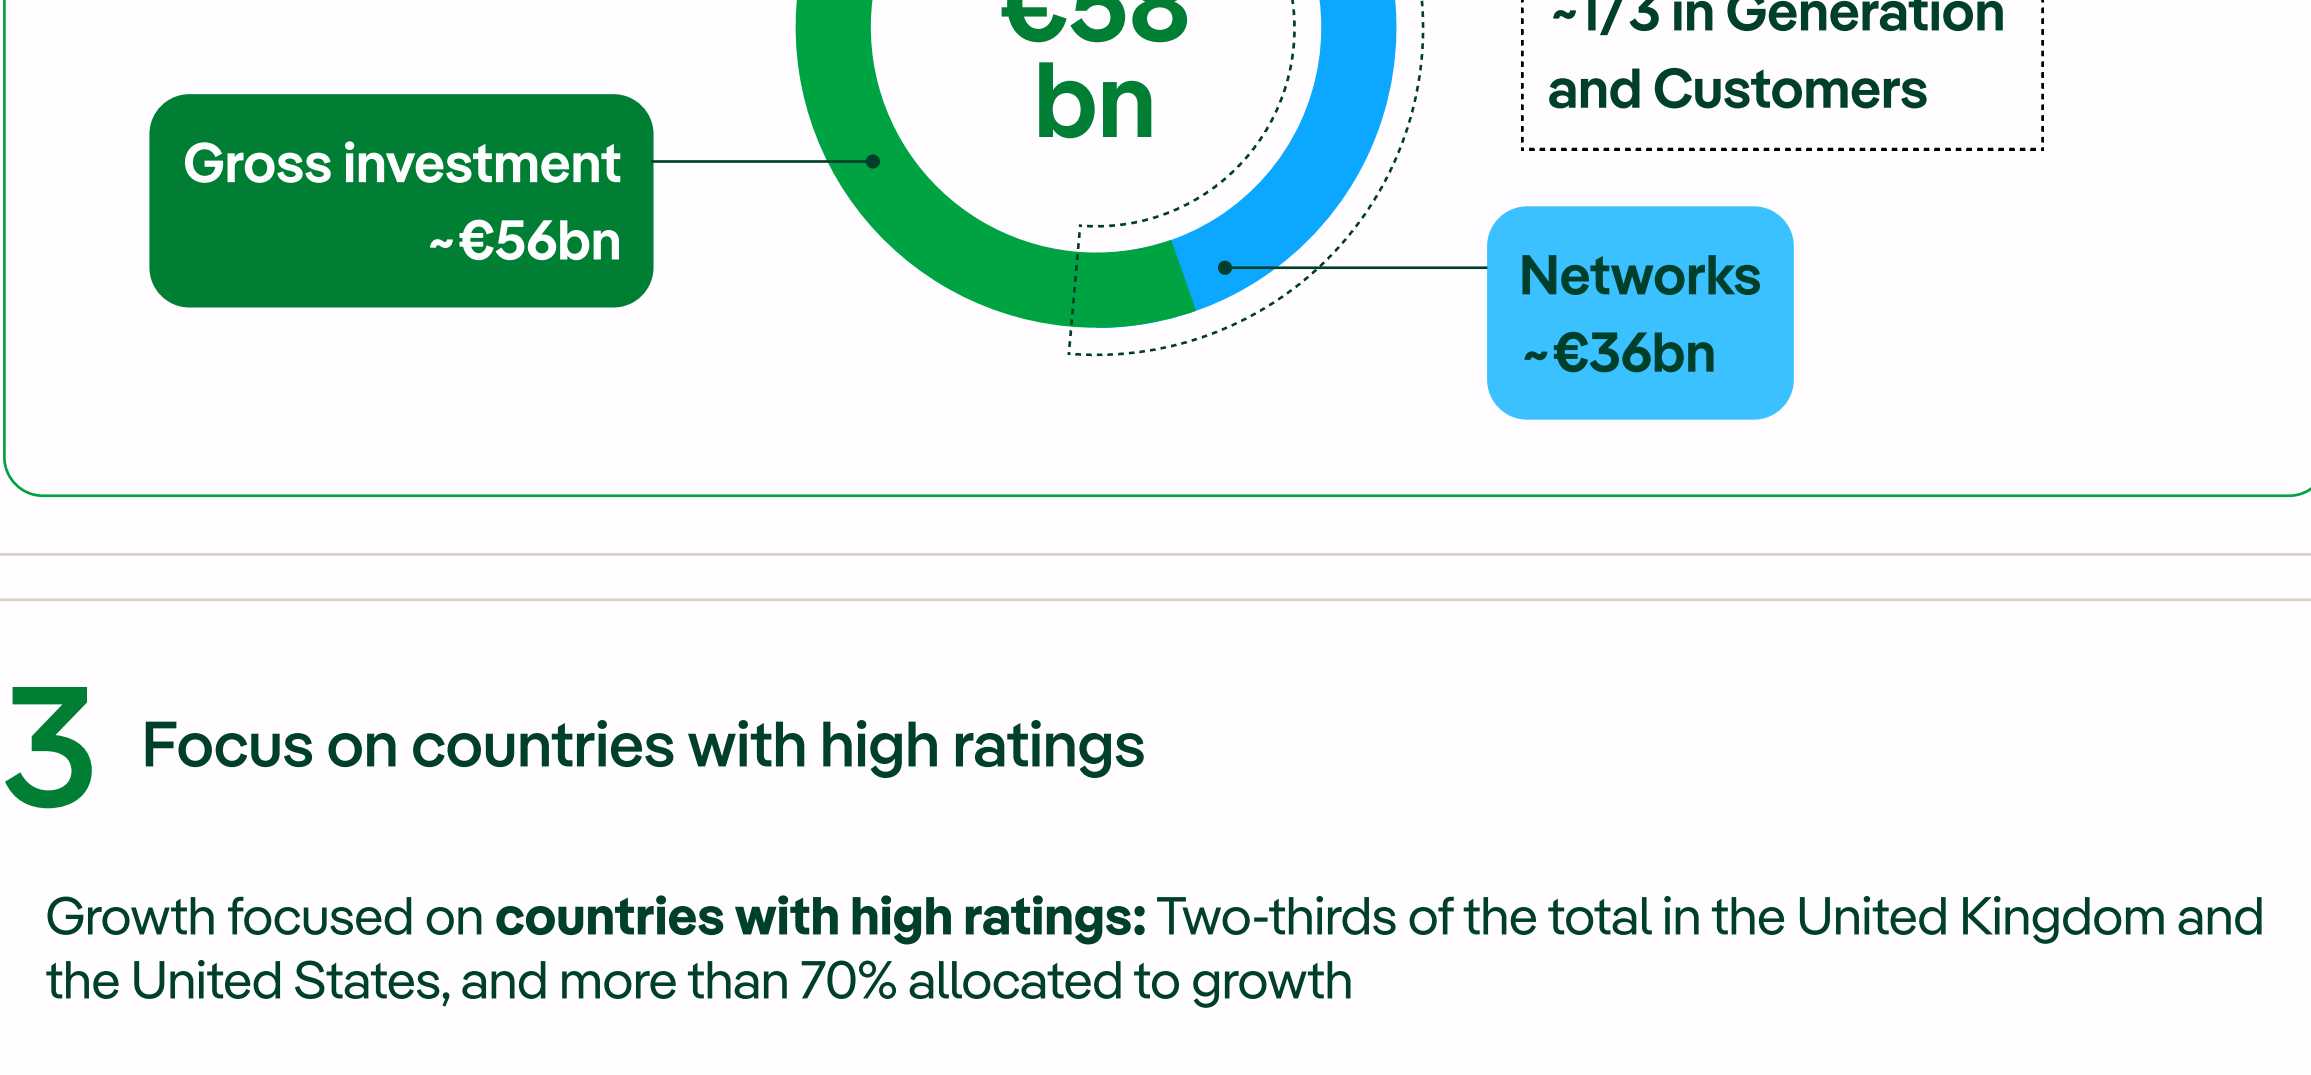 €58
bn
~1/3 in Generation
and Customers
Gross investment
~€56bn
Networks
~€36bn
3
Focus on countries with high ratings
Growth focused on countries with high ratings: Two-thirds of the total in the United Kingdom and
the United States, and more than 70% allocated to growth